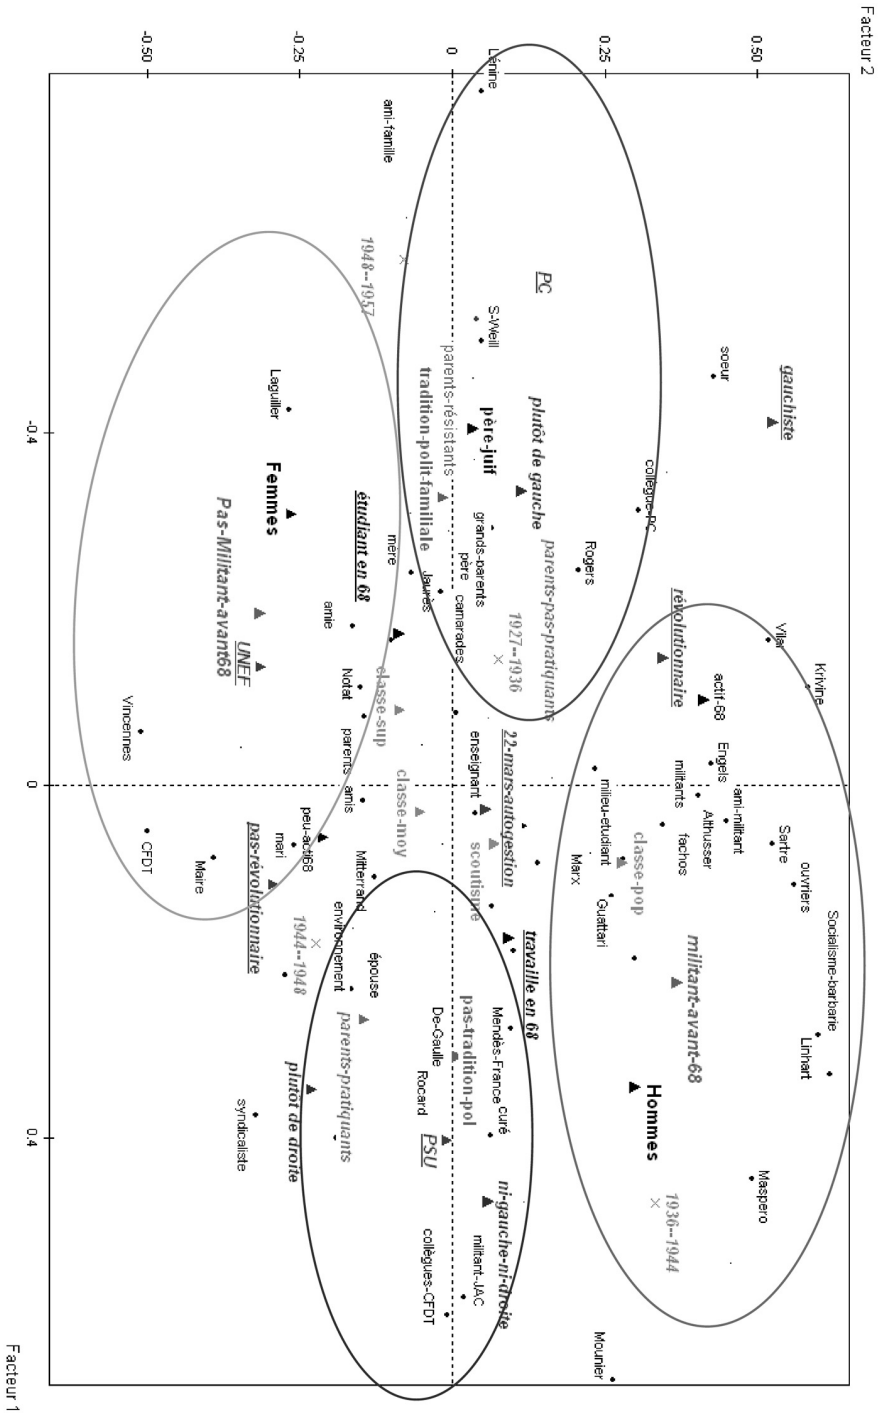 Facteur 2
0.50
0.25
0
-0.25
-0.50
-0.4
0
0.4
Facteur 1
Krivine
Vilar
actif-68
révolutionnaire
Engels
ami-militant
Althusser
militants
fachos
Sartre
ouvriers
Socialisme-barbarie
Linhart
Maspero
1936--1944
Hommes
militant-avant-68
classe-pop
milieu-etudiant
Guattari
Marx
Mounier
gauchiste
soeur
collègue-PC
Rogers
parents-pas-pratiquants
plutôt de gauche
PC
Lénine
S-Weill
père-juif
parents-résistants
tradition-polit-familiale
grands-parents
père
camarades
Jaurès
1927--1936
mère
ami-famille
1948--1957
22-mars-autogestion
enseignant
scoutisme
travaille en 68
Mendès-France
curé
pas-tradition-pol
De-Gaulle
Rocard
PSU
ni-gauche-ni-droite
militant-JAC
collègues-CFDT
classe-sup
classe-moy
étudiant en 68
amie
Notat
parents
amis
Mitterrand
environnement
épouse
parents-pratiquants
plutôt de droite
syndicaliste
Laguiller
Femmes
Pas-Militant-avant68
UNEF
Vincennes
CFDT
Maire
peu-acti68
mari
pas-révolutionnaire
1944--1948